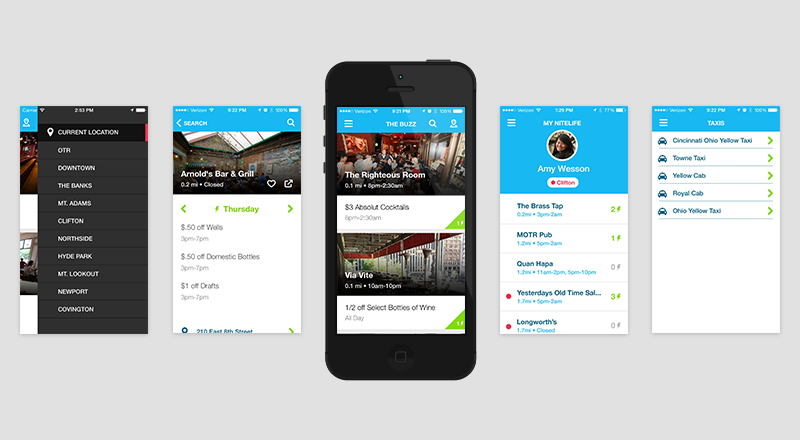 Carrier
2:53 PM
CURRENT LOCATION
OTR
DOWNTOWN
THE BANKS
MT. ADAMS
CLIFTON
NORTHSIDE
HYDE PARK
MT. LOOKOUT
NEWPORT
COVINGTON
Verizon 9:22 PM 100%
SEARCH
Arnold's Bar & Grill
0.2 mi • Closed
Thursday
$.50 off Wells
3pm-7pm
$.50 off Domestic Bottles
3pm-7pm
$1 off Drafts
3pm-7pm
210 East 8th Street
Verizon 9:21 PM 100%
THE BUZZ
The Righteous Room
0.1 mi • 8pm-2:30am
$3 Absolut Cocktails
8pm-2:30am
1
Via Vite
0.1 mi • 10am-10pm
1/2 off Select Bottles of Wine
All Day
1
Verizon 1:25 PM 77%
MY NITELIFE
Amy Wesson
Clifton
The Brass Tap
0.2mi • 3pm-2am
2
MOTR Pub
1.2mi • 5pm-2am
1
Quan Hapa
1.2mi • 11am-2pm, 5pm-10pm
0
Yesterdays Old Time Sal...
1.7mi • 5pm-2am
3
Longworth's
1.7mi • Closed
0
Verizon 9:22 PM 100%
TAXIS
Cincinnati Ohio Yellow Taxi
Towne Taxi
Yellow Cab
Royal Cab
Ohio Yellow Taxi